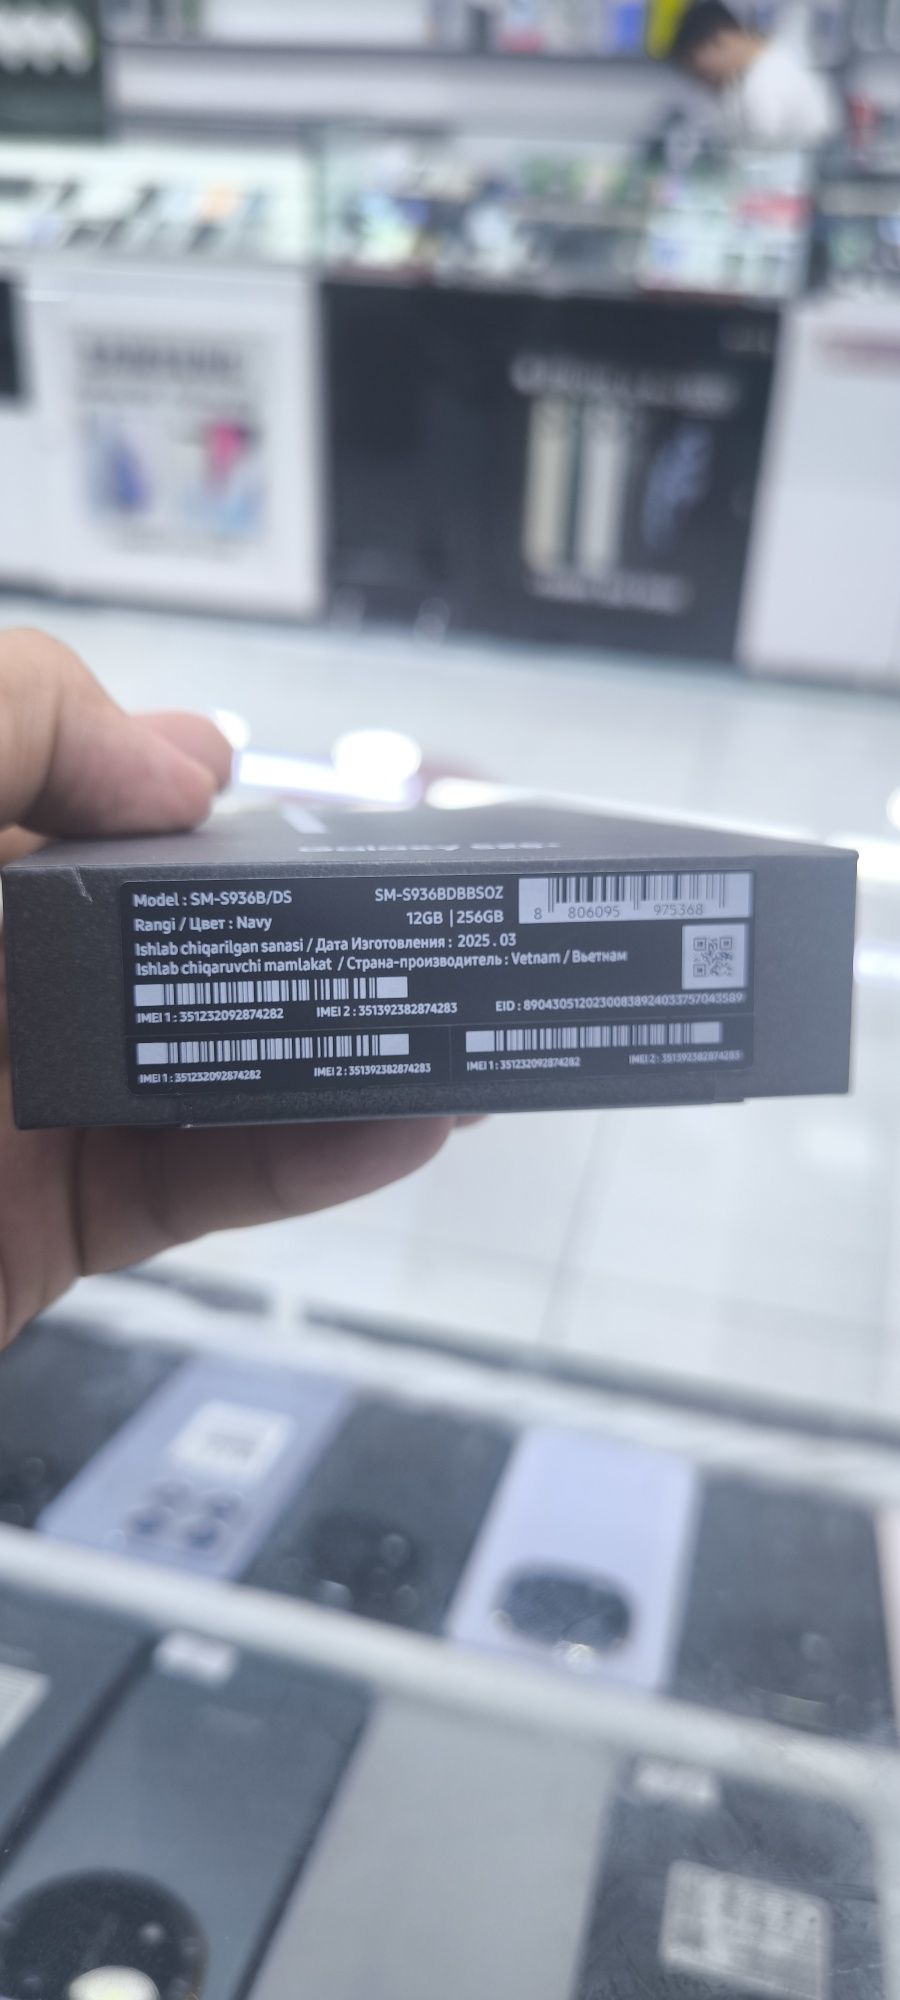 Galaxy S25+
Model : SM-S936B/DS
SM-S936BDBBSOZ
Rangi / Цвет : Navy
12GB | 256GB
8 806095 975368
Ishlab chiqarilgan sanasi / Дата Изготовления : 2025 . 03
Ishlab chiqaruvchi mamlakat / Страна-производитель : Vetnam / Вьетнам
IMEI 1 : 351232092874282
IMEI 2 : 351392382874283
EID : 89043051202300838924033757043589
IMEI 1 : 351232092874282
IMEI 2 : 351392382874283
IMEI 1 : 351232092874282
IMEI 2 : 351392382874283